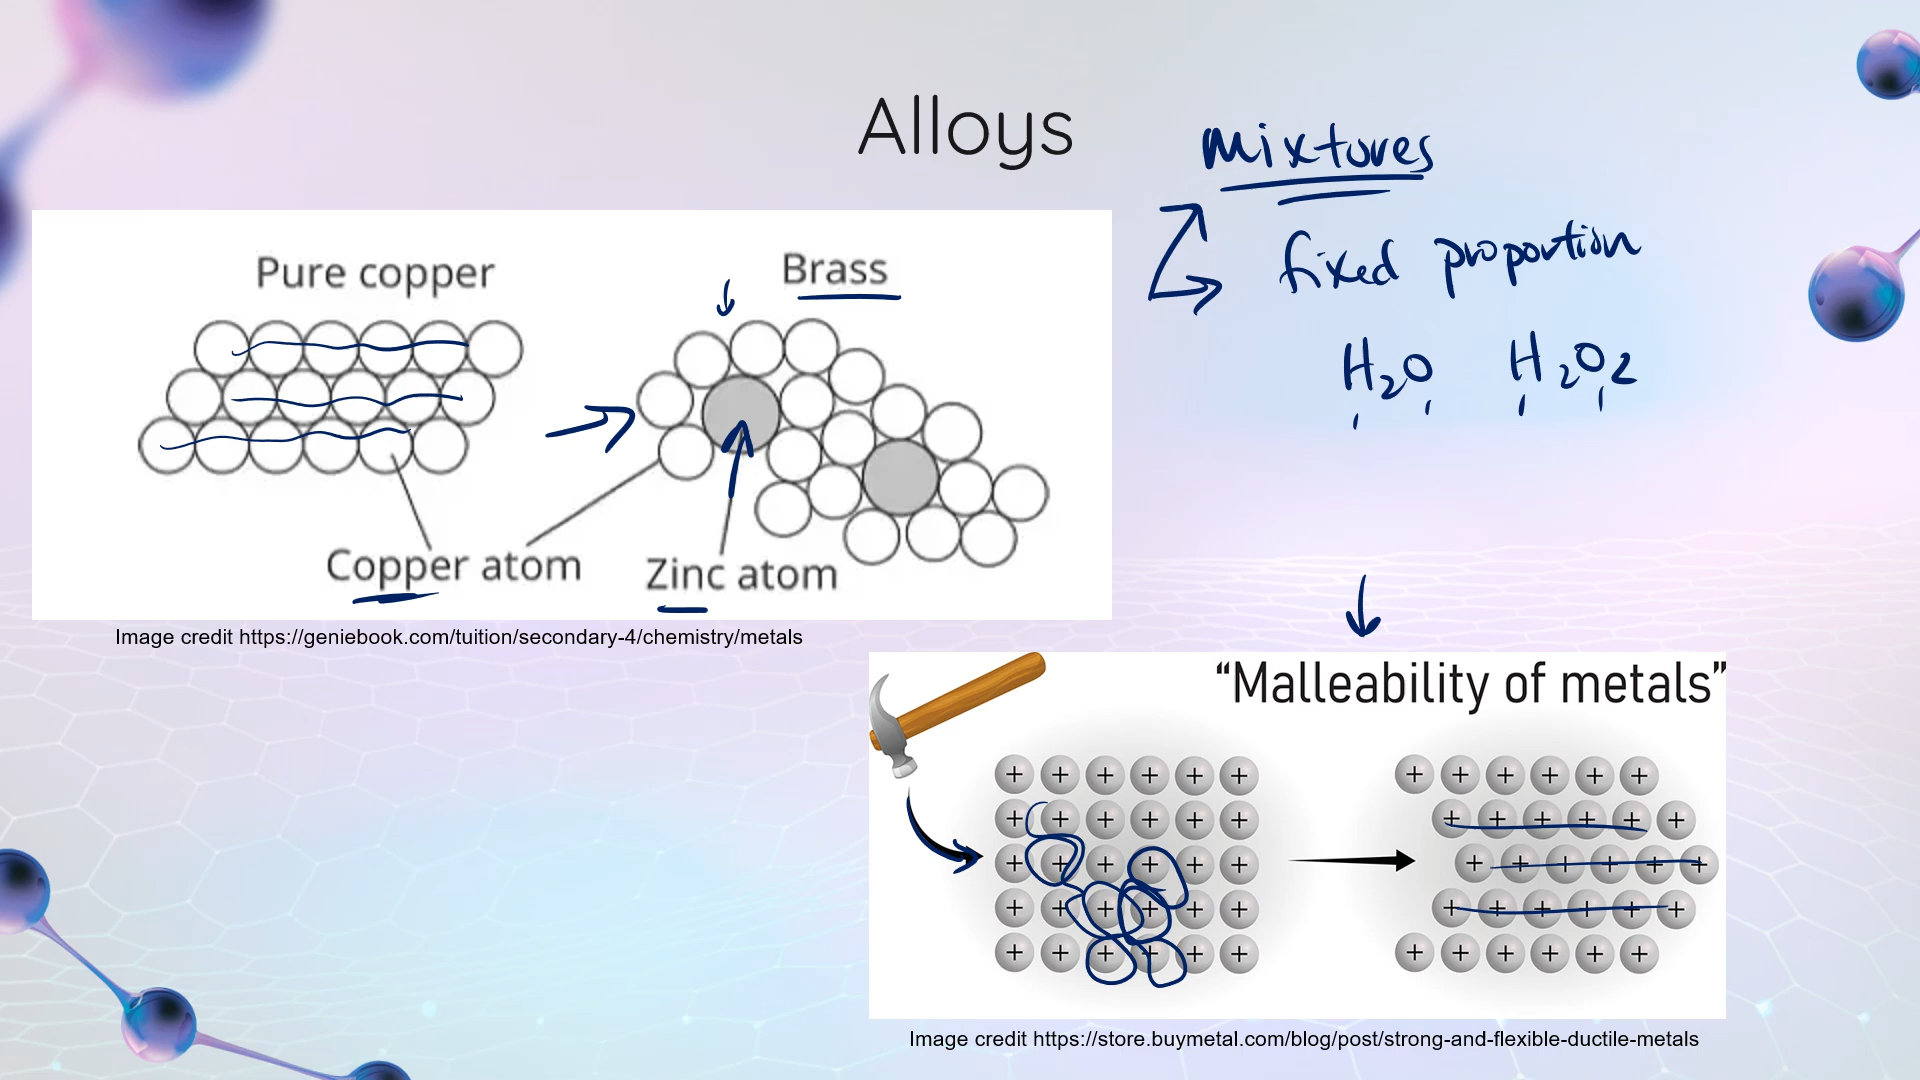 Alloys
mixtures
fixed proportion
H₂O H₂O₂
Pure copper
Brass
Copper atom
Zinc atom
Image credit https://geniebook.com/tuition/secondary-4/chemistry/metals
“Malleability of metals”
+ + + + + +
+ + + + + +
+ + + + + +
+ + + + + +
+ + + + + +
+ + + + + +
+ + + + + +
+ + + + + +
+ + + + + +
+ + + + + +
Image credit https://store.buymetal.com/blog/post/strong-and-flexible-ductile-metals